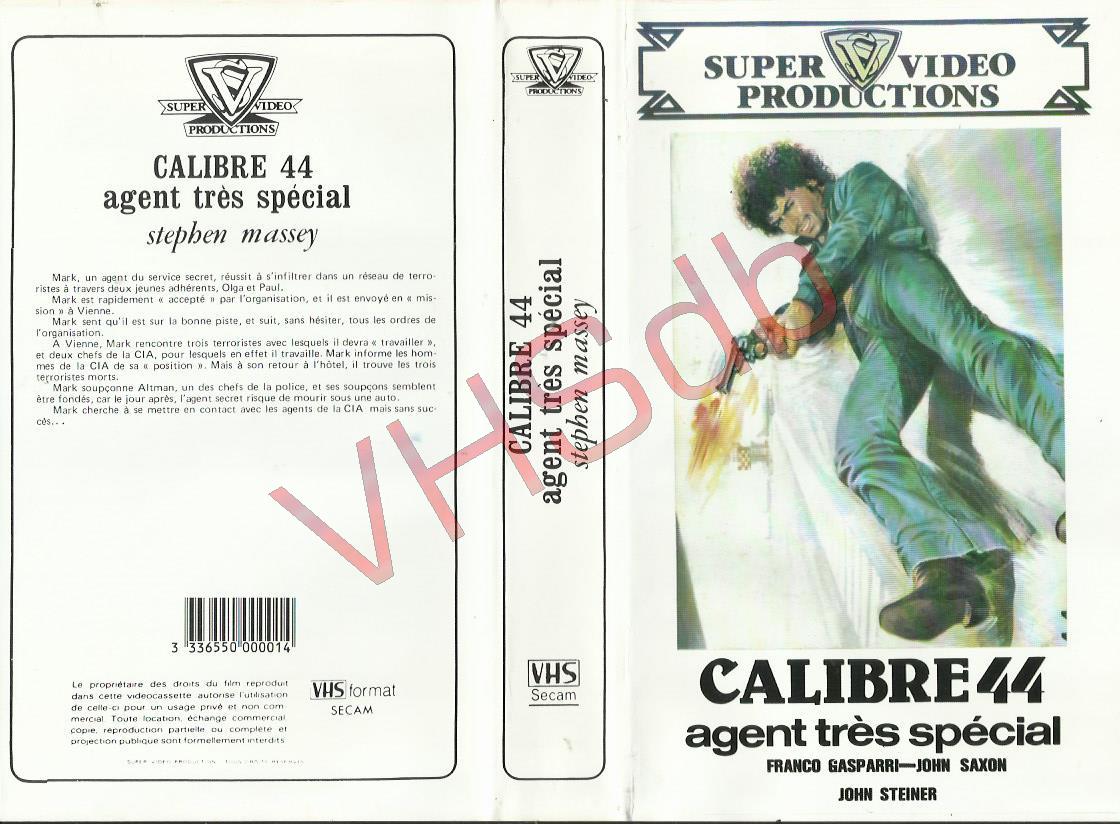 SUPER VIDEO
PRODUCTIONS
CALIBRE 44
agent très spécial
stephen massey
Mark, un agent du service secret, réussit à s'infiltrer dans un réseau de terro-
ristes à travers deux jeunes adhérents, Olga et Paul.
Mark est rapidement « accepté » par l'organisation, et il est envoyé en « mis-
sion » à Vienne.
Mark sent qu'il est sur la bonne piste, et suit, sans hésiter, tous les ordres de
l'organisation.
A Vienne, Mark rencontre trois terroristes avec lesquels il devra « travailler »,
et deux chefs de la CIA, pour lesquels en effet il travaille. Mark informe les hom-
mes de la CIA de sa « position ». Mais à son retour à l'hôtel, il trouve les trois
terroristes morts.
Mark soupçonne Altman, un des chefs de la police, et ses soupçons semblent
être fondés, car le jour après, l'agent secret risque de mourir sous une auto.
Mark cherche à se mettre en contact avec les agents de la CIA mais sans suc-
cès...
3 336550 000014
Le propriétaire des droits du film reproduit
dans cette videocassette autorise l'utilisation
de celle-ci pour un usage privé et non com
mercial. Toute location, échange commercial,
copie, reproduction partielle ou complète et
projection publique sont formellement interdits
VHS format
SECAM
SUPER VIDEO PRODUCTION TOUS DROITS RESERVES
SUPER VIDEO
PRODUCTIONS
CALIBRE 44
agent très spécial
stephen massey
VHS
Secam
SUPER VIDEO
PRODUCTIONS
CALIBRE 44
agent très spécial
FRANCO GASPARRI—JOHN SAXON
JOHN STEINER
VHSdb